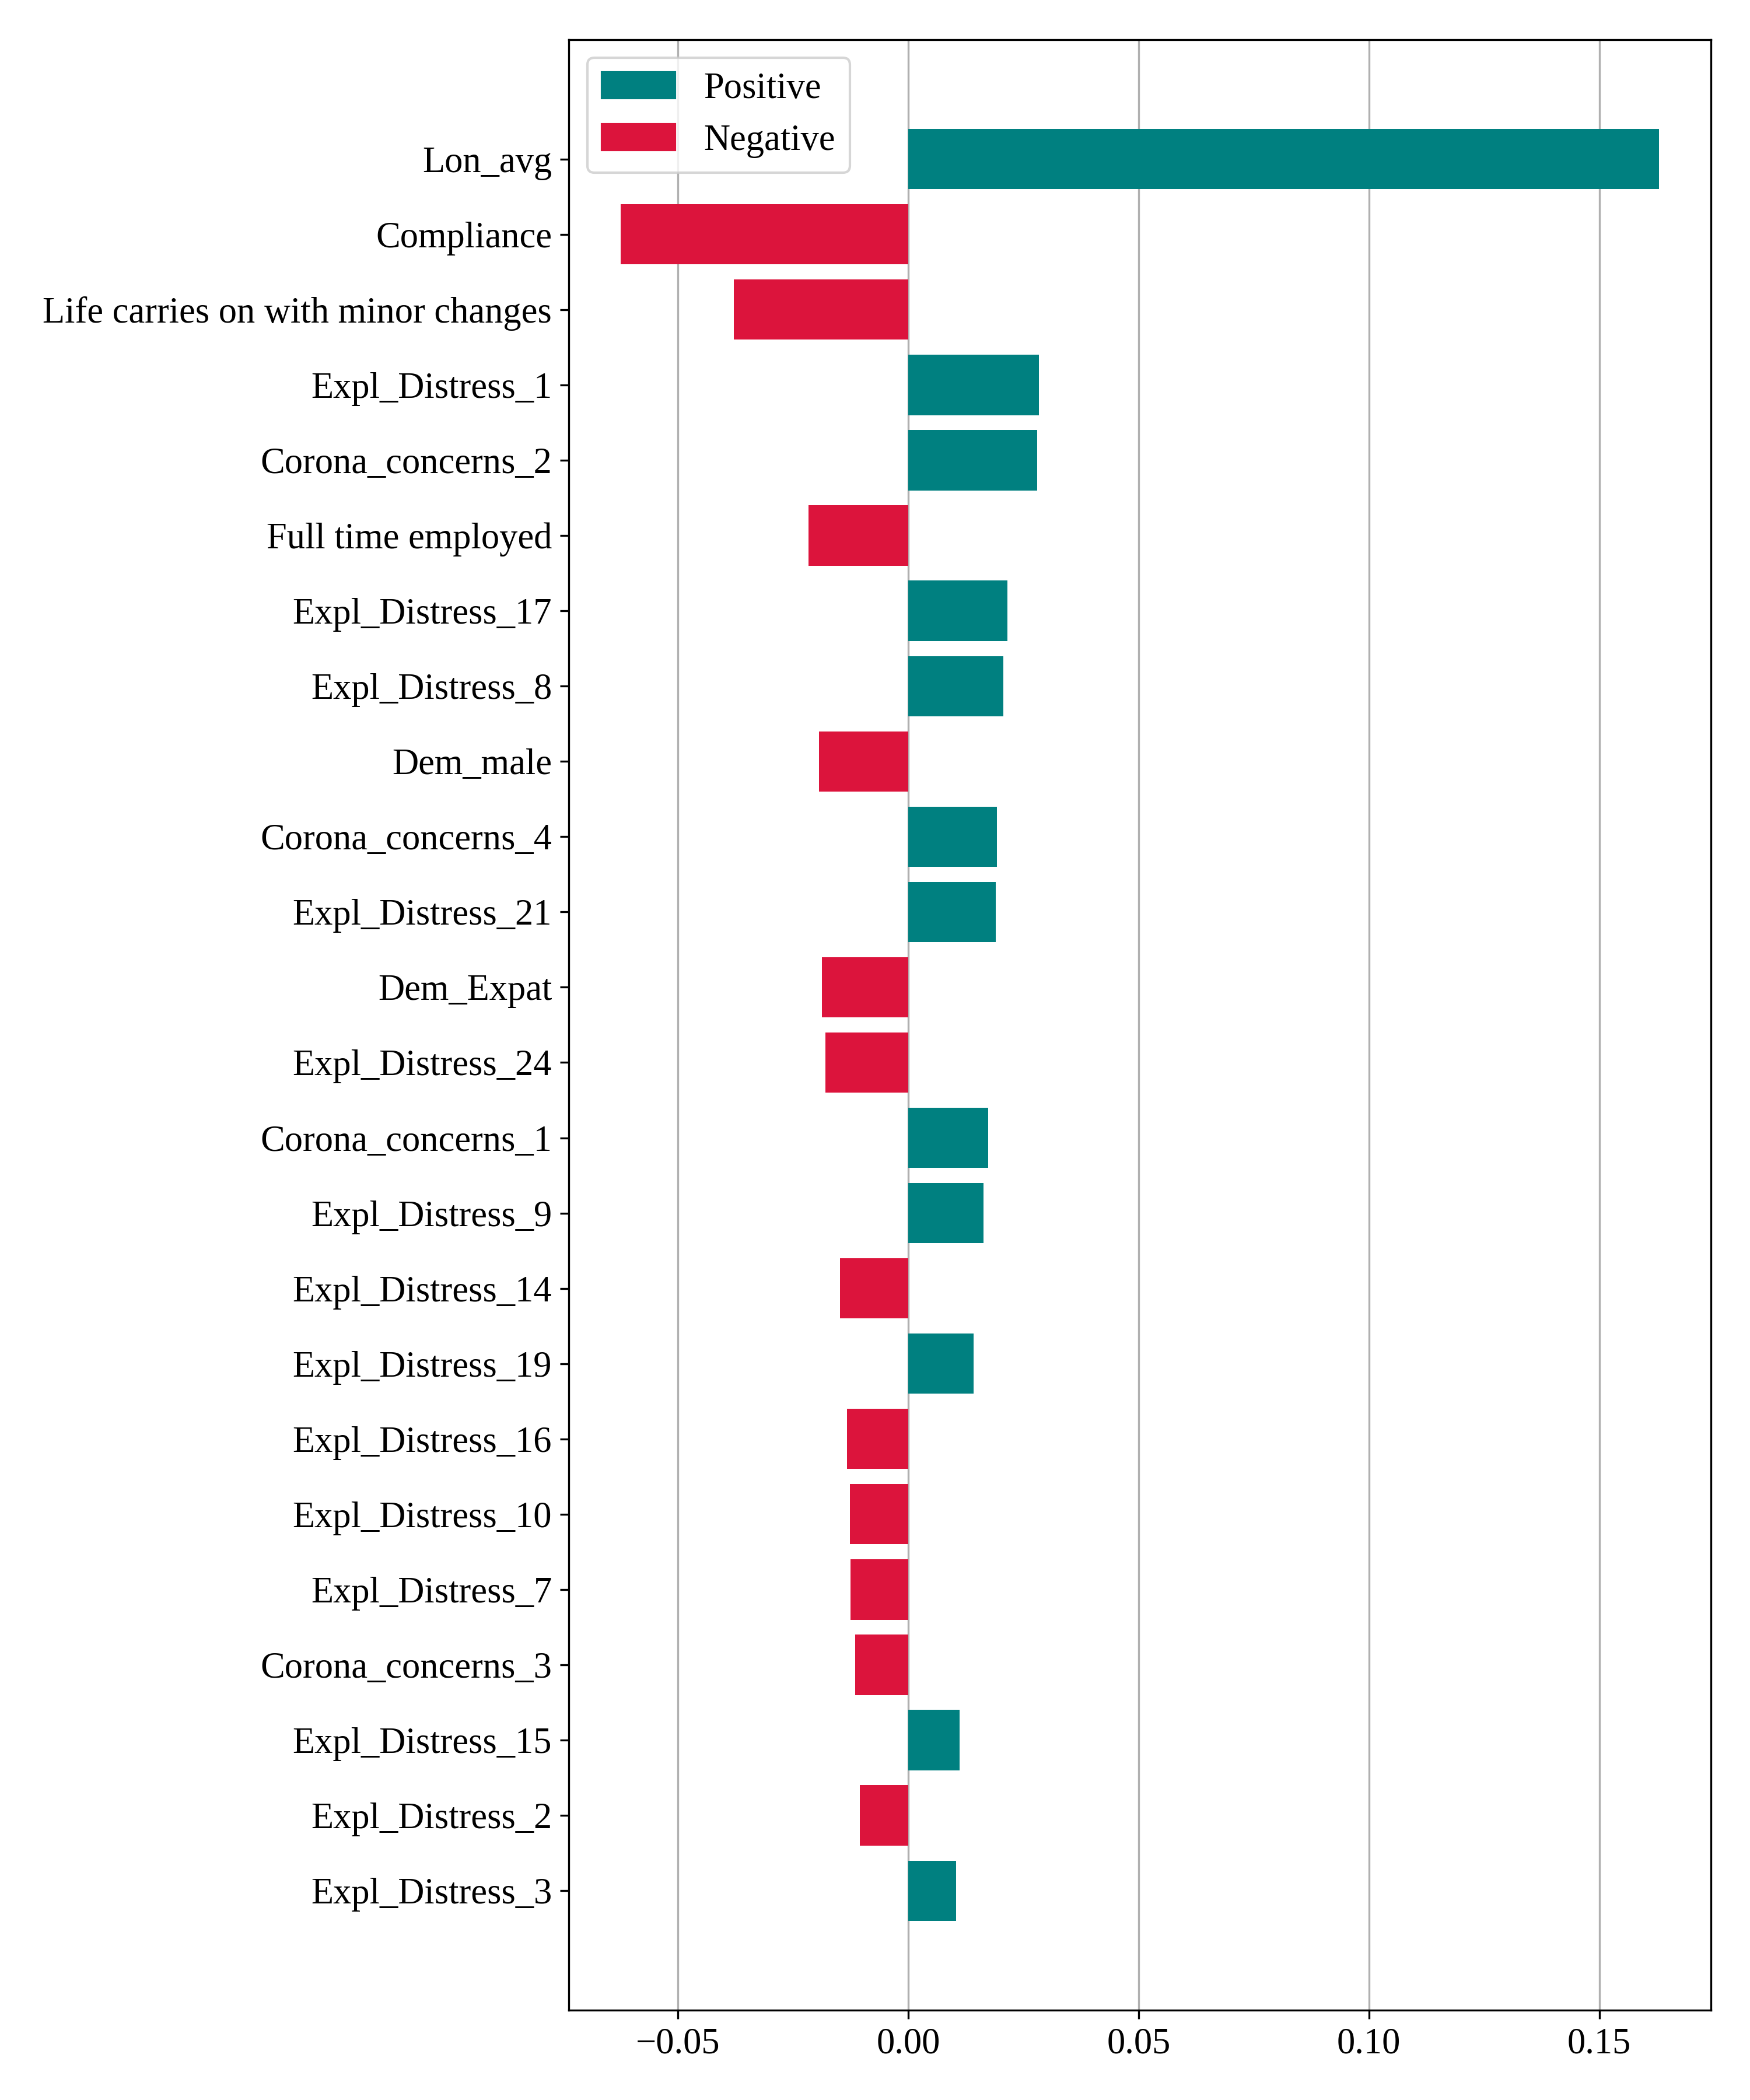 Positive
Negative
Lon_avg
Compliance
Life carries on with minor changes
Expl_Distress_1
Corona_concerns_2
Full time employed
Expl_Distress_17
Expl_Distress_8
Dem_male
Corona_concerns_4
Expl_Distress_21
Dem_Expat
Expl_Distress_24
Corona_concerns_1
Expl_Distress_9
Expl_Distress_14
Expl_Distress_19
Expl_Distress_16
Expl_Distress_10
Expl_Distress_7
Corona_concerns_3
Expl_Distress_15
Expl_Distress_2
Expl_Distress_3
−0.05 0.00 0.05 0.10 0.15